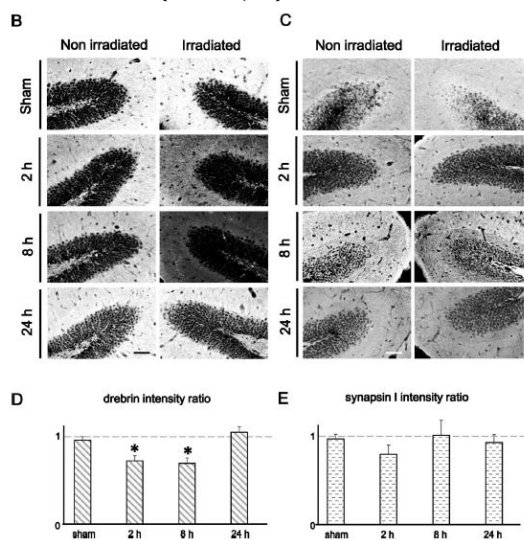 B
Non irradiated Irradiated
Sham
2 h
8 h
24 h
C
Non irradiated Irradiated
Sham
2 h
8 h
24 h
D drebrin intensity ratio
1
* *
0
sham 2 h 8 h 24 h
E synapsin I intensity ratio
1
0
sham 2 h 8 h 24 h